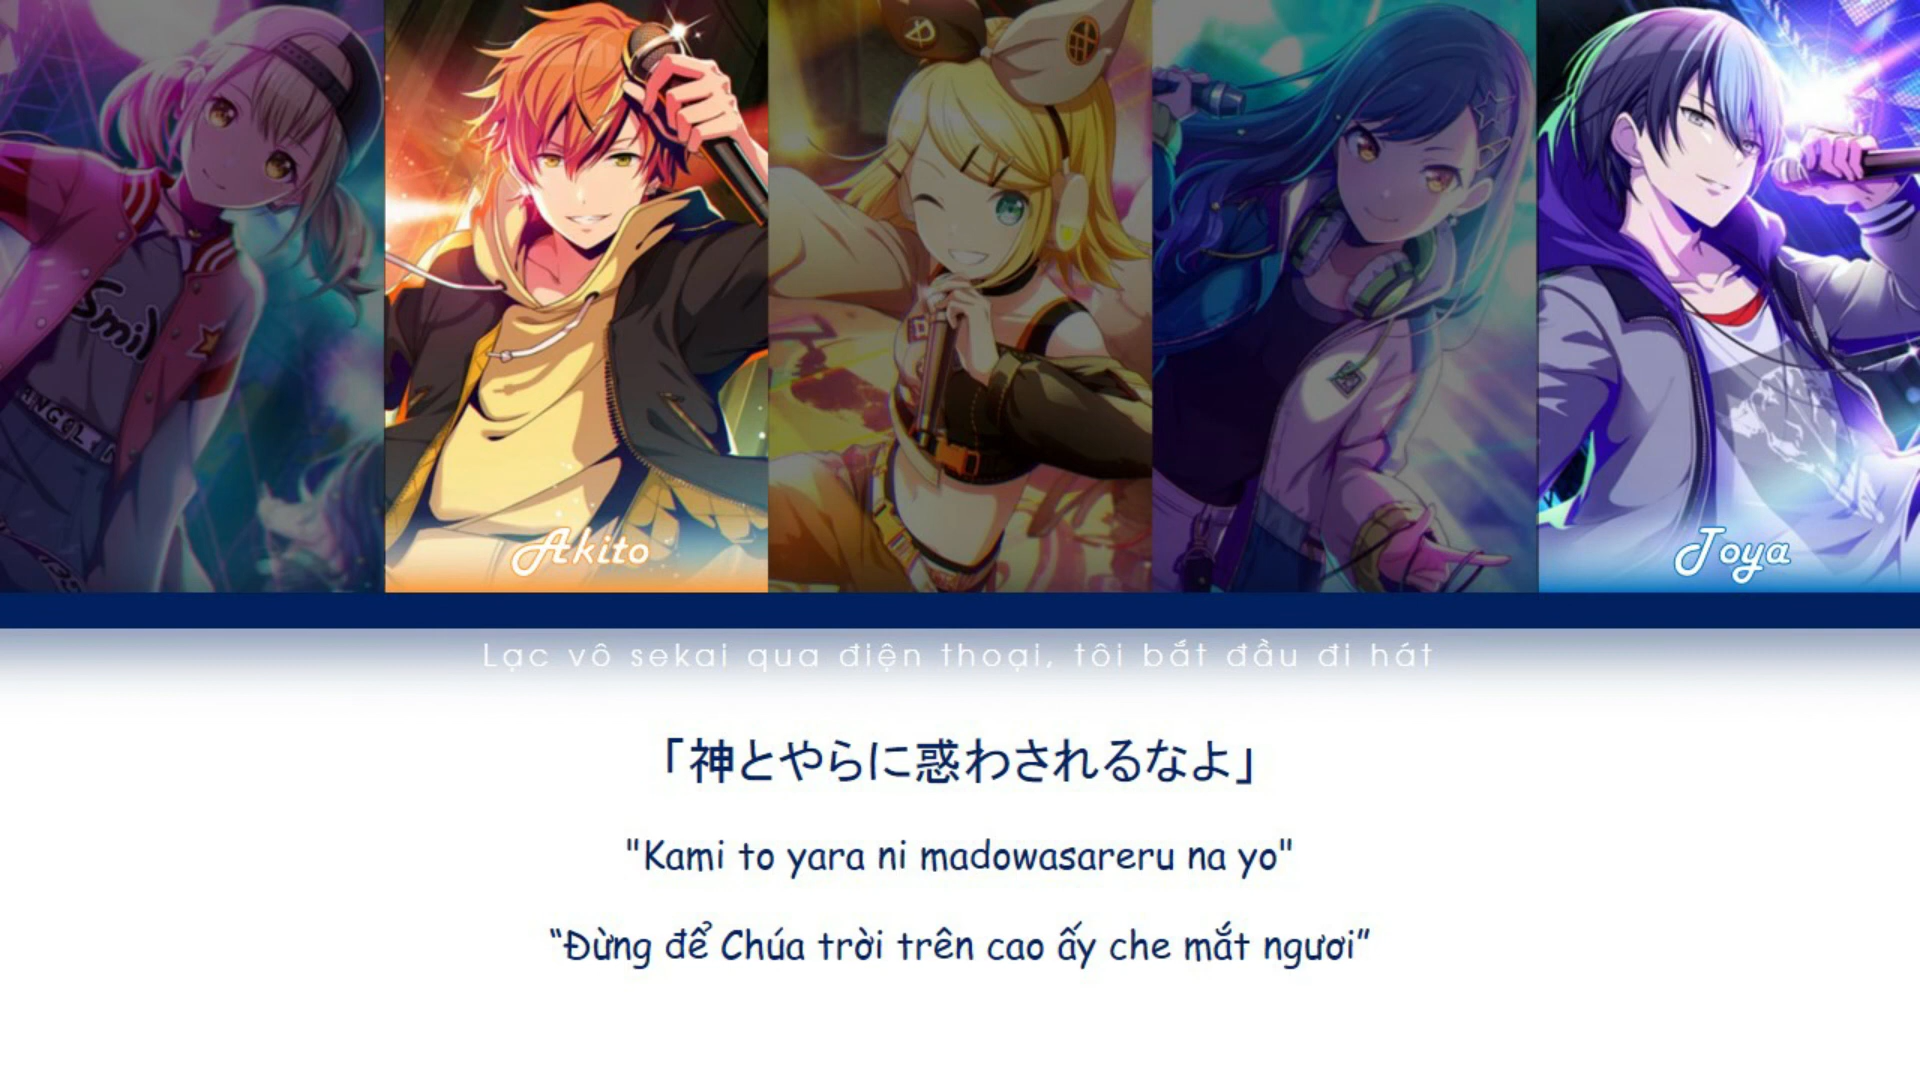 Smil
Akito
Toya
Lạc vô sekai qua điện thoại, tôi bắt đầu đi hát
「神とやらに惑わされるなよ」
"Kami to yara ni madowasareru na yo"
“Đừng để Chúa trời trên cao ấy che mắt ngươi”